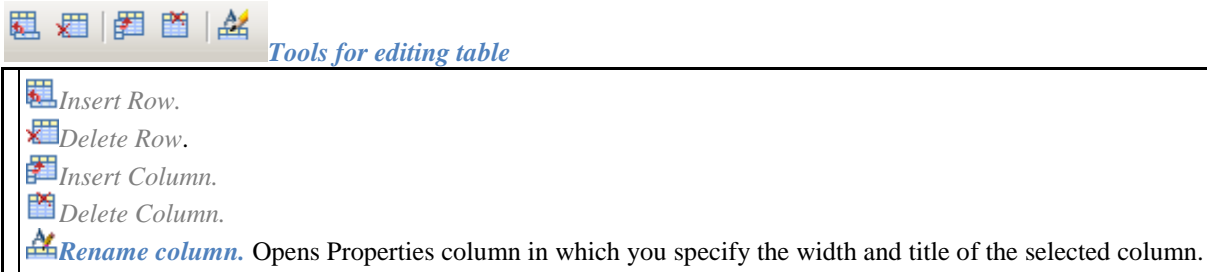 Tools for editing table
Insert Row.
Delete Row.
Insert Column.
Delete Column.
Rename column. Opens Properties column in which you specify the width and title of the selected column.